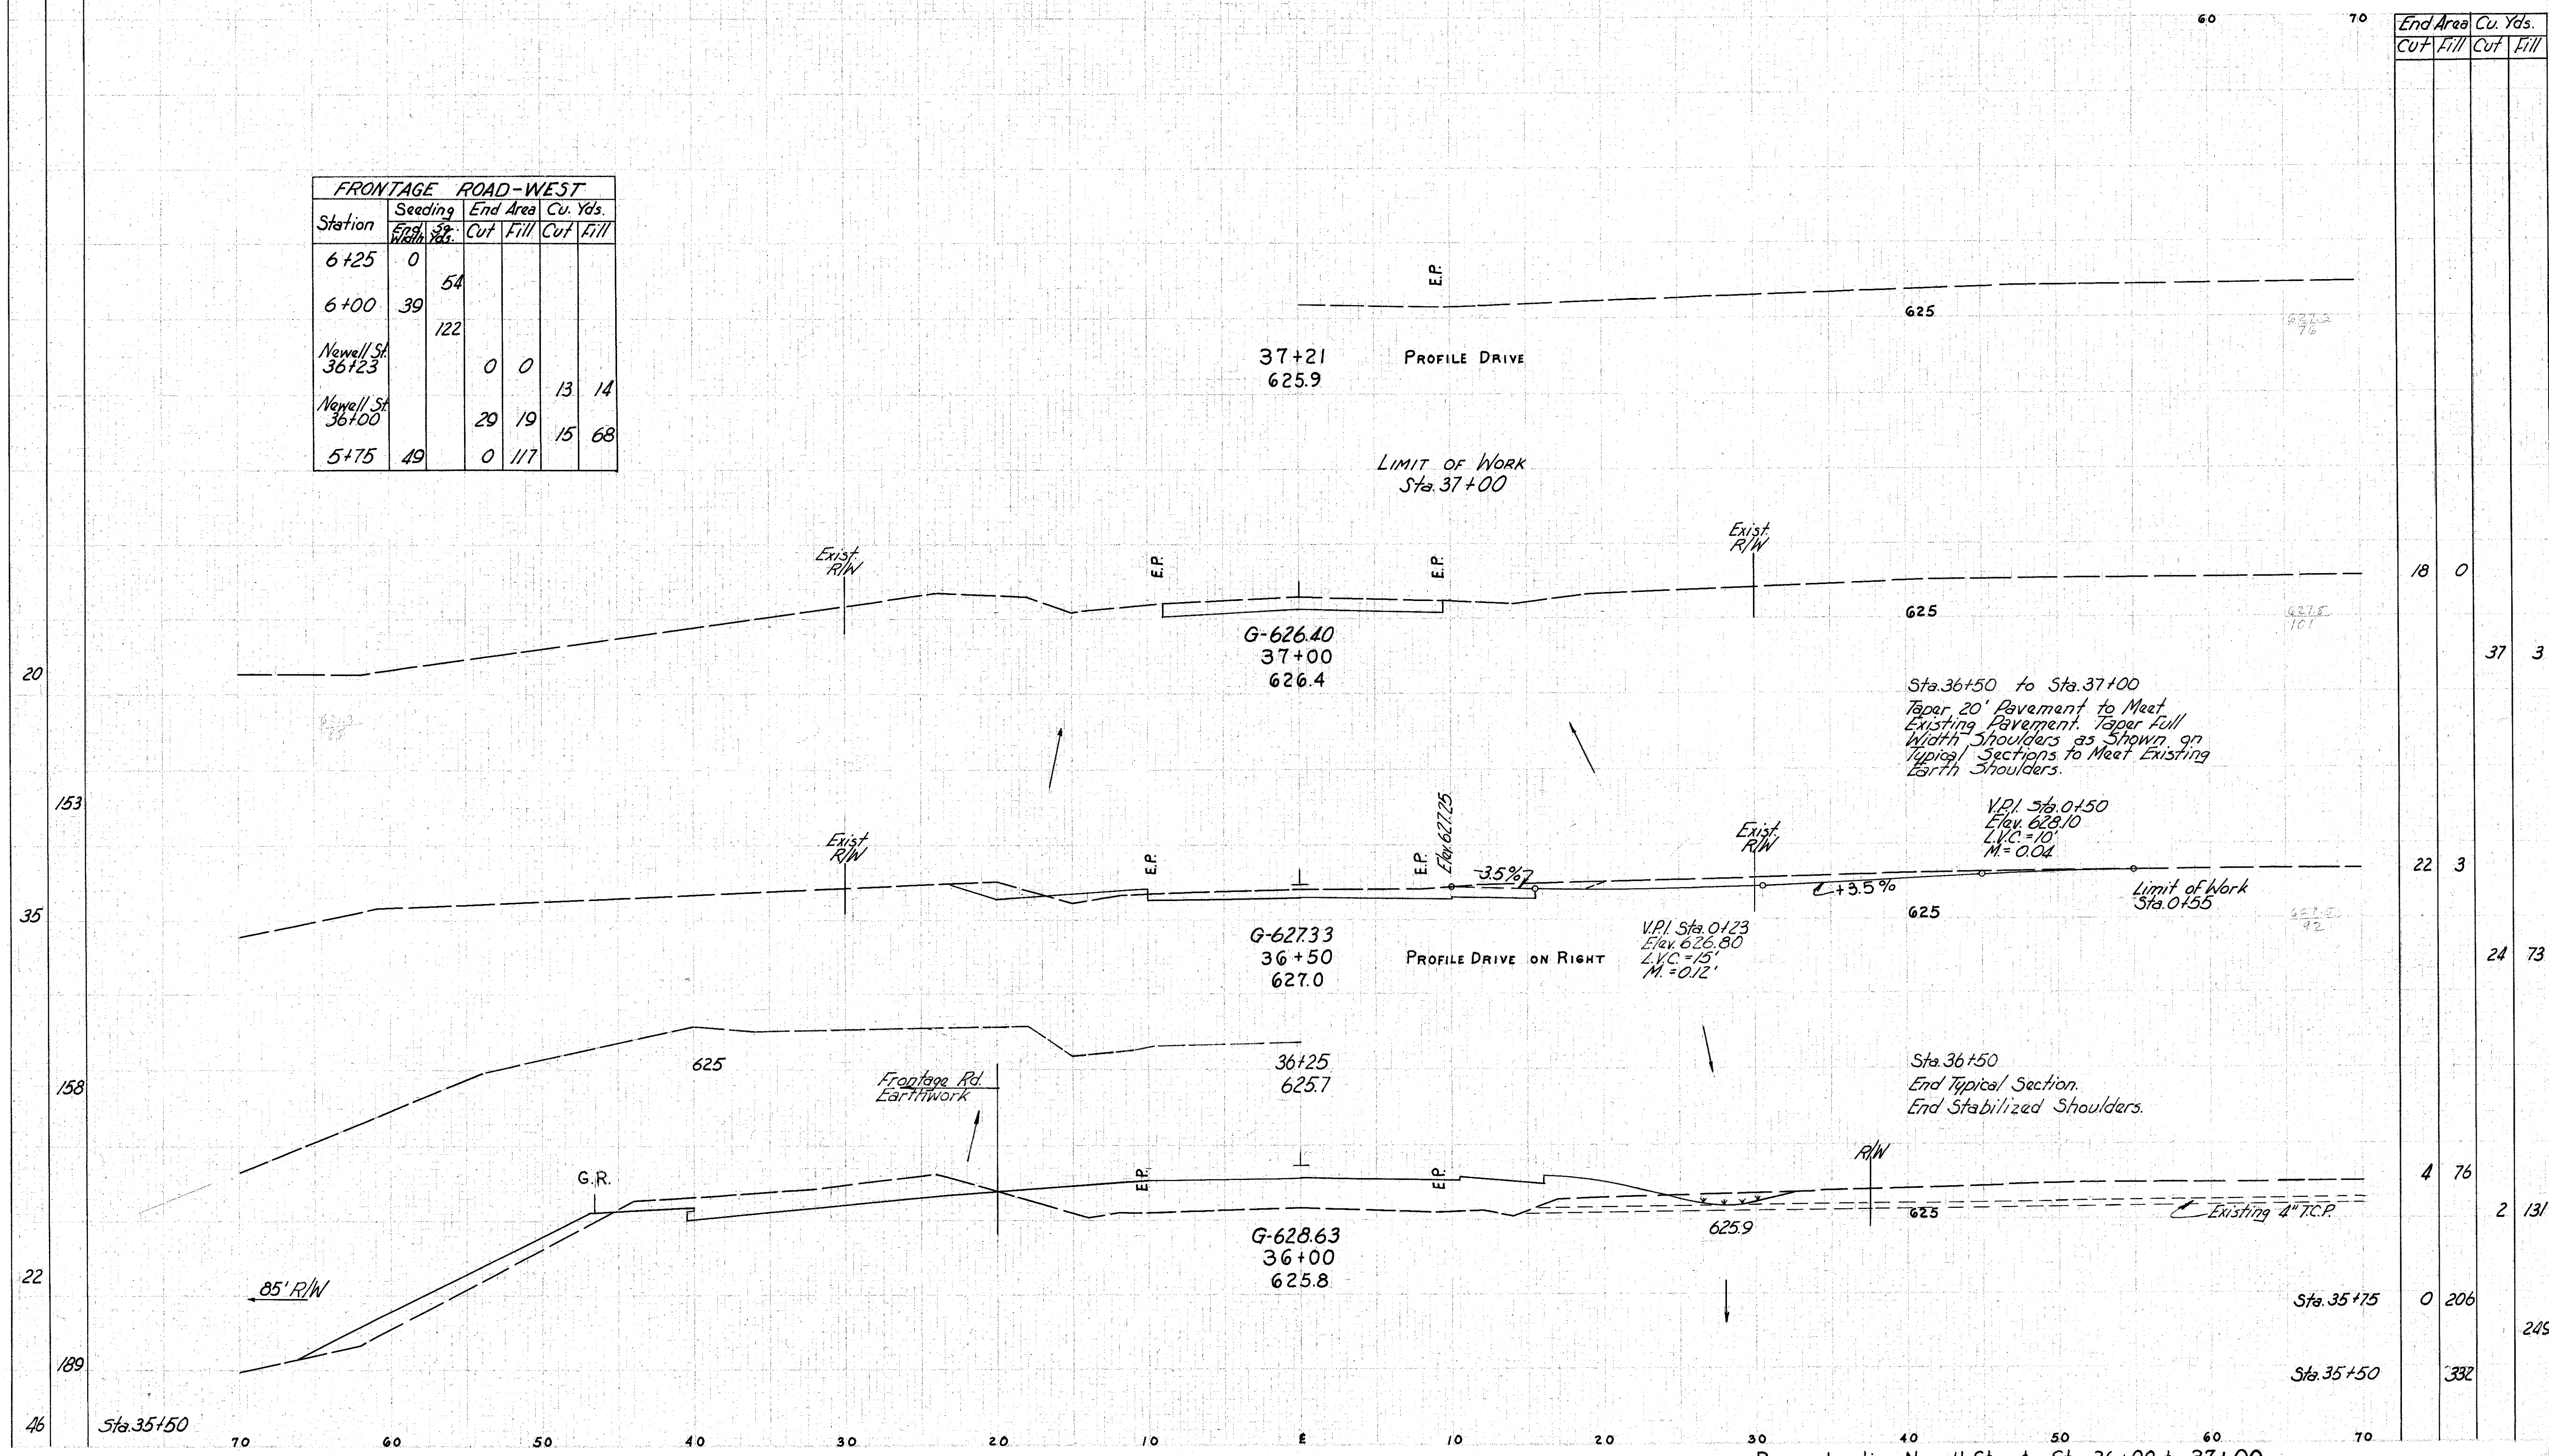 60 70
End Area Cu. Yds.
Cut Fill Cut Fill
FRONTAGE ROAD-WEST
Station Seeding End Area Cu. Yds.
End Width Sq. Yds. Cut Fill Cut Fill
6+25 0
54
6+00 39
122
Newell St.
36+23 0 0
13 14
Newell St.
36+00 29 19
15 68
5+75 49 0 117
E.P.
625
37+21 PROFILE DRIVE
625.9
LIMIT OF WORK
Sta. 37+00
Exist.
R/W
E.P.
E.P.
Exist.
R/W
18 0
625
G-626.40
37+00
626.4
37 3
20
Sta. 36+50 to Sta. 37+00
Taper 20' Pavement to Meet
Existing Pavement. Taper Full
Width Shoulders as Shown on
Typical Sections to Meet Existing
Earth Shoulders.
153
V.P.I. Sta. 0+50
Elev. 628.10
L.V.C. = 10'
M. = 0.04
Exist.
R/W
E.P.
E.P.
Elev. 627.25
Exist.
R/W
22 3
-3.5%
℄ +3.5%
Limit of Work
Sta. 0+55
35
625
G-627.33
36+50 PROFILE DRIVE ON RIGHT
627.0
V.P.I. Sta. 0+23
Elev. 626.80
L.V.C. = 15'
M. = 0.12'
24 73
625
36+25
625.7
158
Frontage Rd.
Earthwork
Sta. 36+50
End Typical Section.
End Stabilized Shoulders.
G.R.
E.P.
E.P.
R/W
4 76
625
Existing 4" T.C.P.
2 131
625.9
G-628.63
36+00
625.8
22
85' R/W
Sta. 35+75 0 206
249
189
Sta. 35+50 332
46 Sta. 35+50
70 60 50 40 30 20 10 ℄ 10 20 30 40 50 60 70